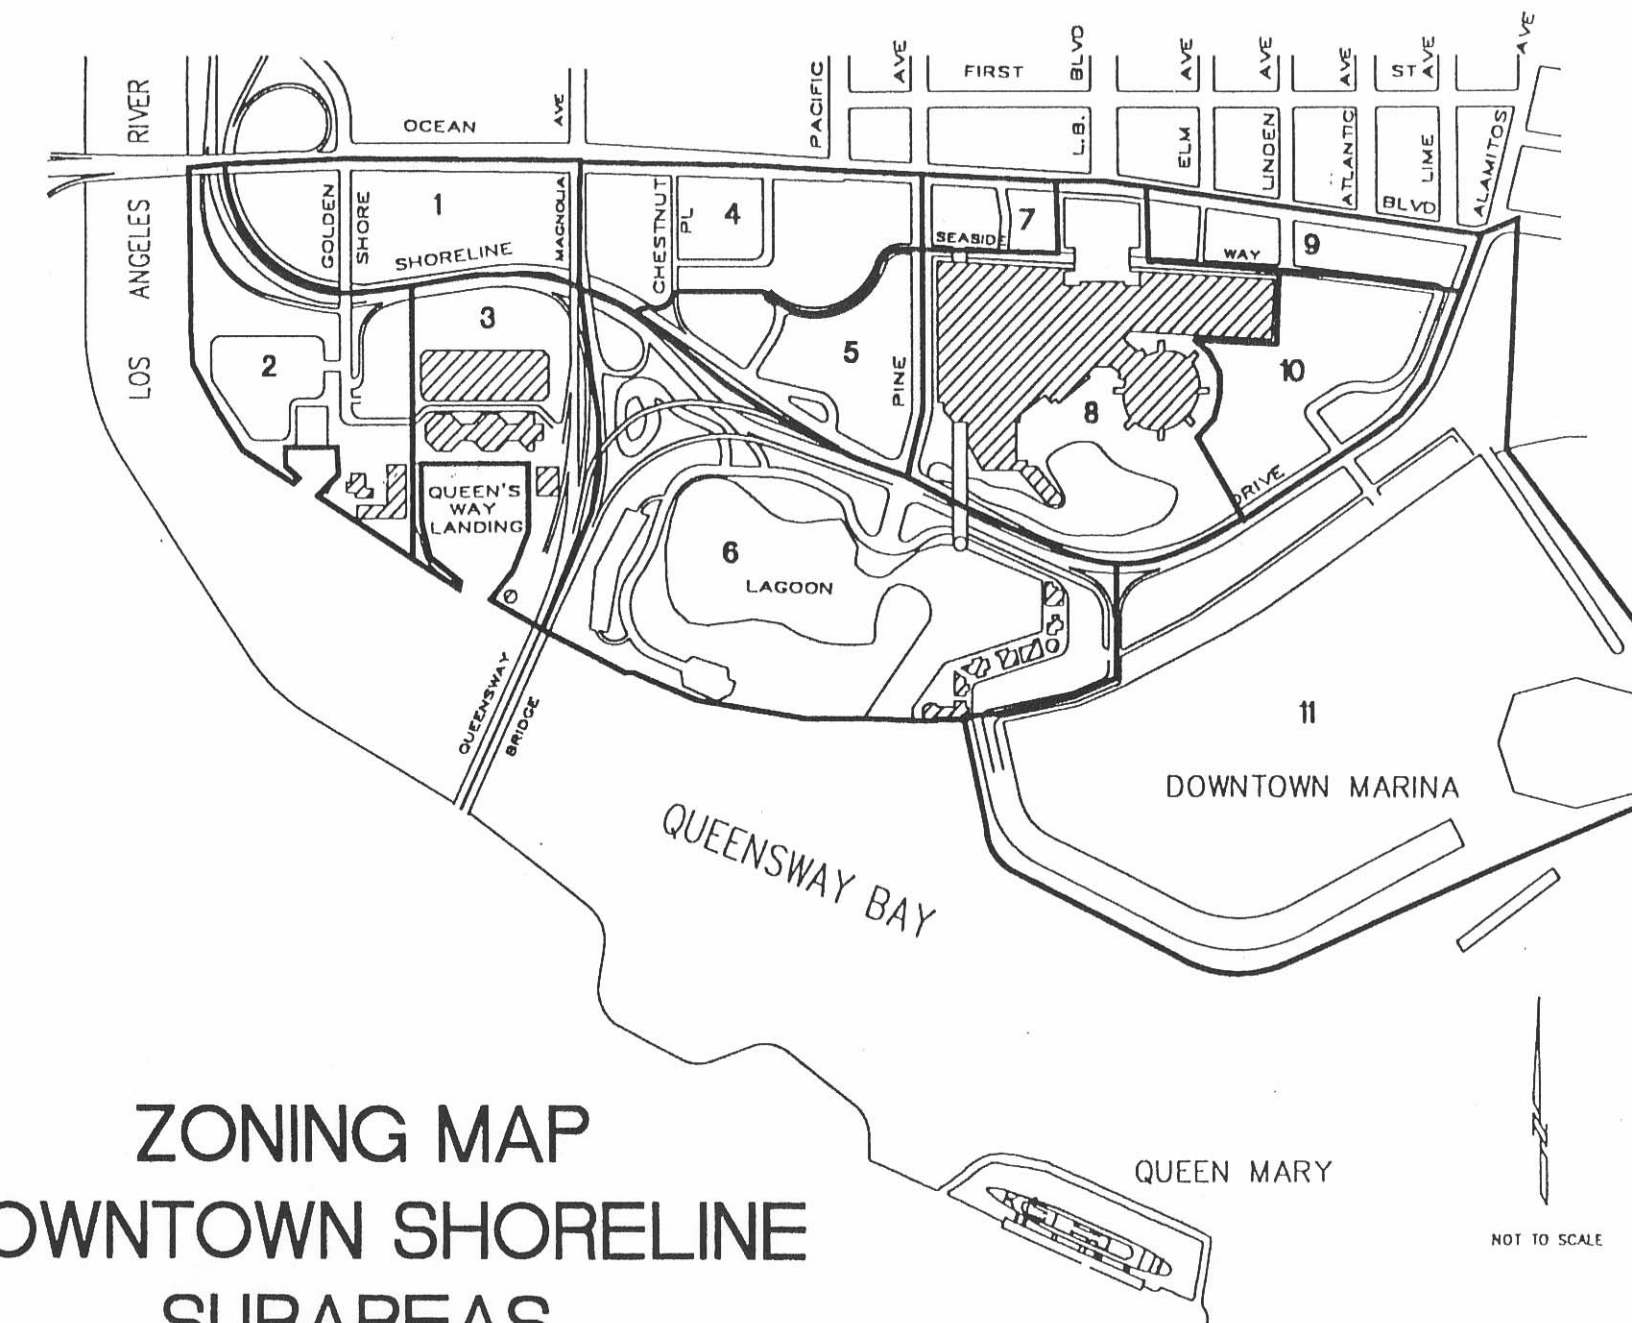 LOS ANGELES RIVER
OCEAN
AVE
MAGNOLIA
PACIFIC
AVE
FIRST
BLVD
L.B.
AVE
ELM
AVE
LINDEN
AVE
ATLANTIC
ST
AVE
LIME
BLVD
AVE
ALAMITOS
GOLDEN
SHORE
1
SHORELINE
CHESTNUT
PL
4
SEASIDE
7
WAY
9
2
3
5
PINE
8
10
DRIVE
QUEEN'S
WAY
LANDING
6
LAGOON
QUEENSWAY
BRIDGE
11
DOWNTOWN MARINA
QUEENSWAY BAY
QUEEN MARY
N
NOT TO SCALE
ZONING MAP
OWNTOWN SHORELINE
SUBAREAS